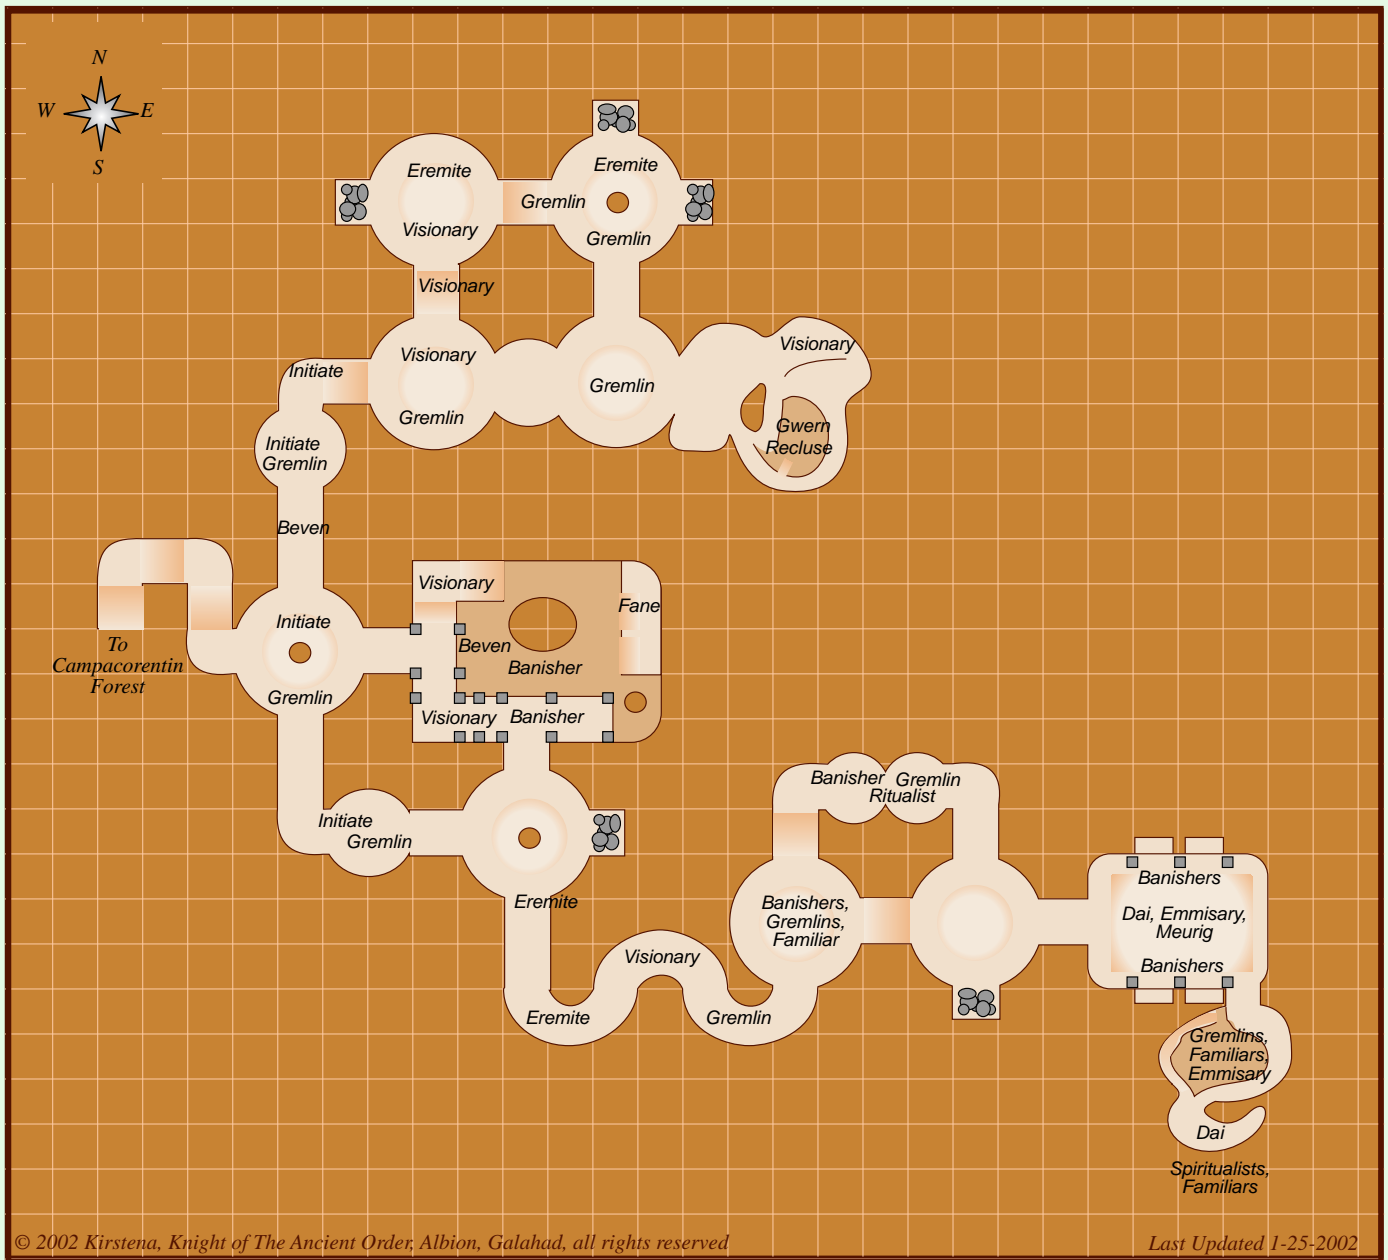 N
W E
S
Eremite
Eremite
Gremlin
Visionary
Gremlin
Visionary
Visionary
Visionary
Initiate
Gremlin
Gremlin
Gwern
Recluse
Initiate
Gremlin
Beven
Visionary
Fane
Initiate
Beven
Banisher
To
Campacorentin
Forest
Gremlin
Visionary
Banisher
Banisher
Gremlin
Ritualist
Initiate
Gremlin
Banishers
Eremite
Banishers,
Gremlins,
Familiar
Dai, Emmisary,
Meurig
Visionary
Banishers
Eremite
Gremlin
Gremlins,
Familiars,
Emmisary
Dai
Spiritualists,
Familiars
© 2002 Kirstena, Knight of The Ancient Order, Albion, Galahad, all rights reserved
Last Updated 1-25-2002